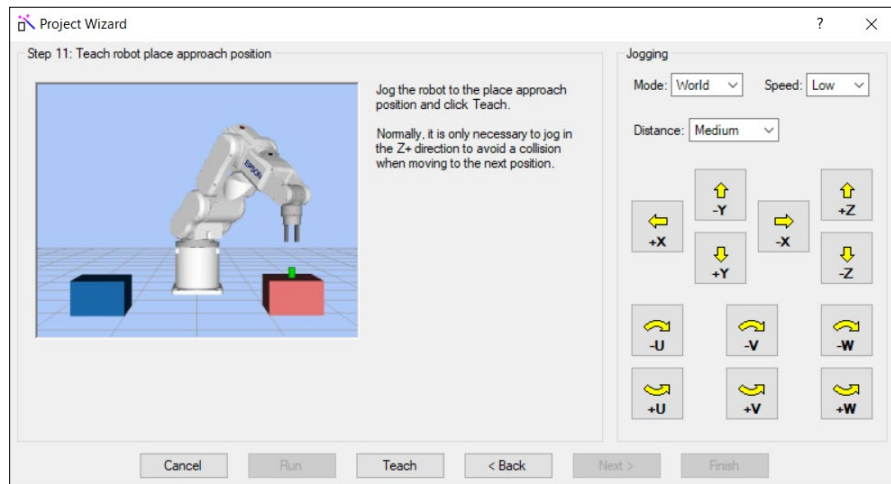 Project Wizard
?
Step 11: Teach robot place approach position
Jog the robot to the place approach
position and click Teach.
Normally, it is only necessary to jog in
the Z+ direction to avoid a collision
when moving to the next position.
EPSON
Jogging
Mode: World Speed: Low
Distance: Medium
-Y
+Z
+X
-X
+Y
-Z
-U
-V
-W
+U
+V
+W
Cancel
Run
Teach
< Back
Next >
Finish